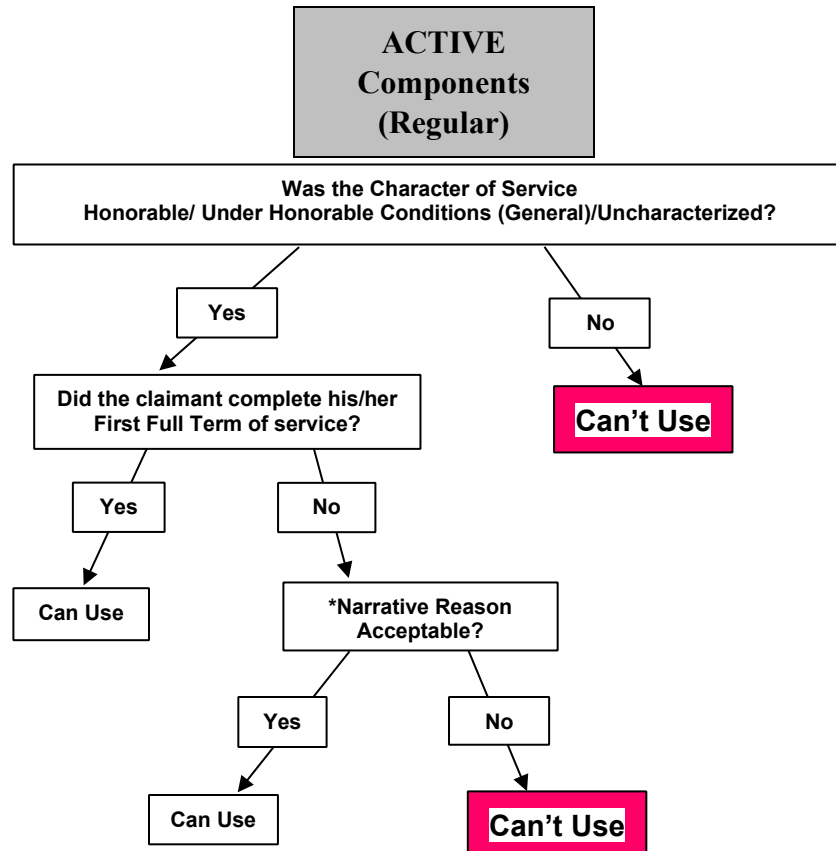 ACTIVE
Components
(Regular)
Was the Character of Service
Honorable/ Under Honorable Conditions (General)/Uncharacterized?
Yes
No
Did the claimant complete his/her
First Full Term of service?
Can’t Use
Yes
No
Can Use
*Narrative Reason
Acceptable?
Yes
No
Can Use
Can’t Use